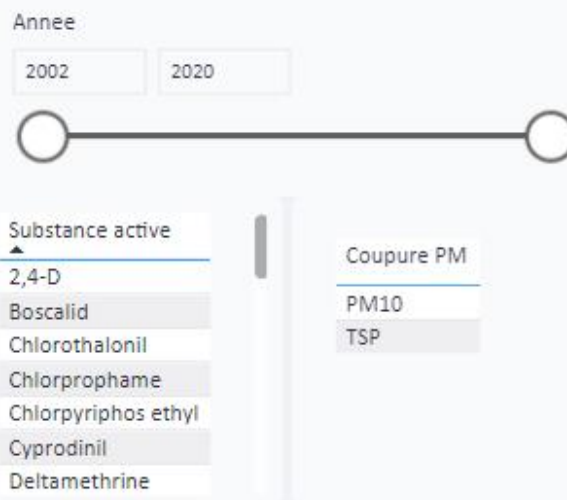 Annee
2002 2020
Substance active
2,4-D
Boscalid
Chlorothalonil
Chlorprophame
Chlorpyriphos ethyl
Cyprodinil
Deltamethrine
Coupure PM
PM10
TSP